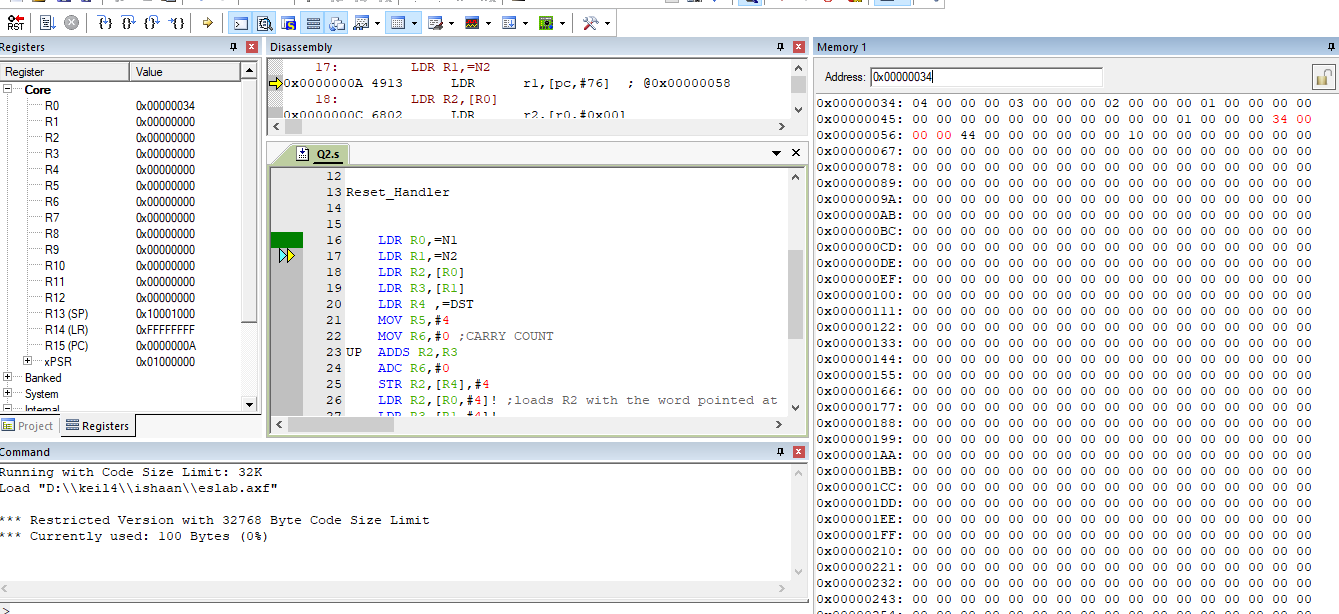 RST
Registers
Register Value
Core
R0 0x00000034
R1 0x00000000
R2 0x00000000
R3 0x00000000
R4 0x00000000
R5 0x00000000
R6 0x00000000
R7 0x00000000
R8 0x00000000
R9 0x00000000
R10 0x00000000
R11 0x00000000
R12 0x00000000
R13 (SP) 0x10001000
R14 (LR) 0xFFFFFFFF
R15 (PC) 0x0000000A
xPSR 0x01000000
Banked
System
Internal
Project Registers
Disassembly
17: LDR R1,=N2
0x0000000A 4913 LDR r1,[pc,#76] ; @0x00000058
18: LDR R2,[R0]
0x0000000C 6802 LDR r2,[r0,#0x00]
Q2.s
12
13 Reset_Handler
14
15
16 LDR R0,=N1
17 LDR R1,=N2
18 LDR R2,[R0]
19 LDR R3,[R1]
20 LDR R4 ,=DST
21 MOV R5,#4
22 MOV R6,#0 ;CARRY COUNT
23 UP ADDS R2,R3
24 ADC R6,#0
25 STR R2,[R4],#4
26 LDR R2,[R0,#4]! ;loads R2 with the word pointed at
27 LDR R3,[R1,#4]!
Command
Running with Code Size Limit: 32K
Load "D:\\keil4\\ishaan\\eslab.axf"
*** Restricted Version with 32768 Byte Code Size Limit
*** Currently used: 100 Bytes (0%)
>
Memory 1
Address: 0x00000034
0x00000034: 04 00 00 00 03 00 00 00 02 00 00 00 01 00 00 00 00
0x00000045: 00 00 00 00 00 00 00 00 00 00 00 01 00 00 00 34 00
0x00000056: 00 00 44 00 00 00 00 00 00 10 00 00 00 00 00 00 00
0x00000067: 00 00 00 00 00 00 00 00 00 00 00 00 00 00 00 00 00
0x00000078: 00 00 00 00 00 00 00 00 00 00 00 00 00 00 00 00 00
0x00000089: 00 00 00 00 00 00 00 00 00 00 00 00 00 00 00 00 00
0x0000009A: 00 00 00 00 00 00 00 00 00 00 00 00 00 00 00 00 00
0x000000AB: 00 00 00 00 00 00 00 00 00 00 00 00 00 00 00 00 00
0x000000BC: 00 00 00 00 00 00 00 00 00 00 00 00 00 00 00 00 00
0x000000CD: 00 00 00 00 00 00 00 00 00 00 00 00 00 00 00 00 00
0x000000DE: 00 00 00 00 00 00 00 00 00 00 00 00 00 00 00 00 00
0x000000EF: 00 00 00 00 00 00 00 00 00 00 00 00 00 00 00 00 00
0x00000100: 00 00 00 00 00 00 00 00 00 00 00 00 00 00 00 00 00
0x00000111: 00 00 00 00 00 00 00 00 00 00 00 00 00 00 00 00 00
0x00000122: 00 00 00 00 00 00 00 00 00 00 00 00 00 00 00 00 00
0x00000133: 00 00 00 00 00 00 00 00 00 00 00 00 00 00 00 00 00
0x00000144: 00 00 00 00 00 00 00 00 00 00 00 00 00 00 00 00 00
0x00000155: 00 00 00 00 00 00 00 00 00 00 00 00 00 00 00 00 00
0x00000166: 00 00 00 00 00 00 00 00 00 00 00 00 00 00 00 00 00
0x00000177: 00 00 00 00 00 00 00 00 00 00 00 00 00 00 00 00 00
0x00000188: 00 00 00 00 00 00 00 00 00 00 00 00 00 00 00 00 00
0x00000199: 00 00 00 00 00 00 00 00 00 00 00 00 00 00 00 00 00
0x000001AA: 00 00 00 00 00 00 00 00 00 00 00 00 00 00 00 00 00
0x000001BB: 00 00 00 00 00 00 00 00 00 00 00 00 00 00 00 00 00
0x000001CC: 00 00 00 00 00 00 00 00 00 00 00 00 00 00 00 00 00
0x000001DD: 00 00 00 00 00 00 00 00 00 00 00 00 00 00 00 00 00
0x000001EE: 00 00 00 00 00 00 00 00 00 00 00 00 00 00 00 00 00
0x000001FF: 00 00 00 00 00 00 00 00 00 00 00 00 00 00 00 00 00
0x00000210: 00 00 00 00 00 00 00 00 00 00 00 00 00 00 00 00 00
0x00000221: 00 00 00 00 00 00 00 00 00 00 00 00 00 00 00 00 00
0x00000232: 00 00 00 00 00 00 00 00 00 00 00 00 00 00 00 00 00
0x00000243: 00 00 00 00 00 00 00 00 00 00 00 00 00 00 00 00 00